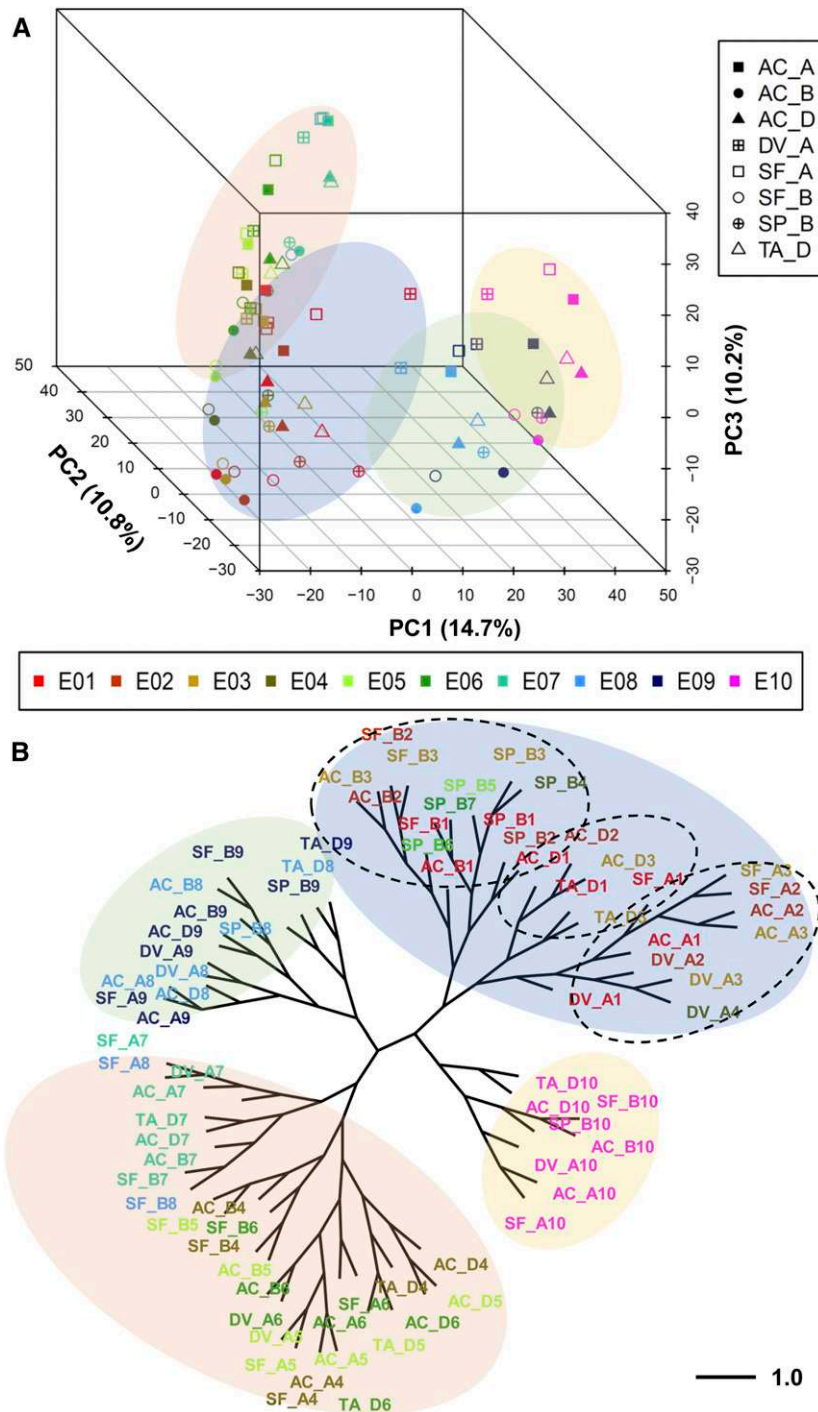 A
AC_A
AC_B
AC_D
DV_A
SF_A
SF_B
SP_B
TA_D
40
30
20
10
0
−10
−20
−30
PC3 (10.2%)
50
40
30
20
10
0
−10
−20
−30
PC2 (10.8%)
−30 −20 −10 0 10 20 30 40 50
PC1 (14.7%)
E01 E02 E03 E04 E05 E06 E07 E08 E09 E10
B
SF_B2
SF_B3
SP_B3
AC_B3
SP_B5
SP_B4
AC_B2
SP_B7
SF_B1
SP_B1
SP_B6
SP_B2
AC_D2
AC_B1
AC_D1
AC_D3
TA_D1
SF_A1
SF_A3
SF_A2
TA_D3
AC_A2
AC_A3
AC_A1
DV_A2
DV_A3
DV_A1
DV_A4
SF_B9
TA_D9
TA_D8
AC_B8
SP_B9
AC_B9
SP_B8
AC_D9
DV_A9
DV_A8
AC_A8
AC_D8
SF_A9
AC_A9
SF_A7
SF_A8
DV_A7
AC_A7
TA_D7
AC_D7
AC_B7
SF_B7
SF_B8
AC_B4
SF_B5
SF_B6
SF_B4
AC_B5
AC_B6
DV_A6
SF_A6
AC_A6
DV_A5
SF_A5
AC_A5
AC_A4
SF_A4
TA_D6
TA_D5
AC_D6
TA_D4
AC_D4
AC_D5
TA_D10
AC_D10
SF_B10
SP_B10
AC_B10
DV_A10
AC_A10
SF_A10
1.0